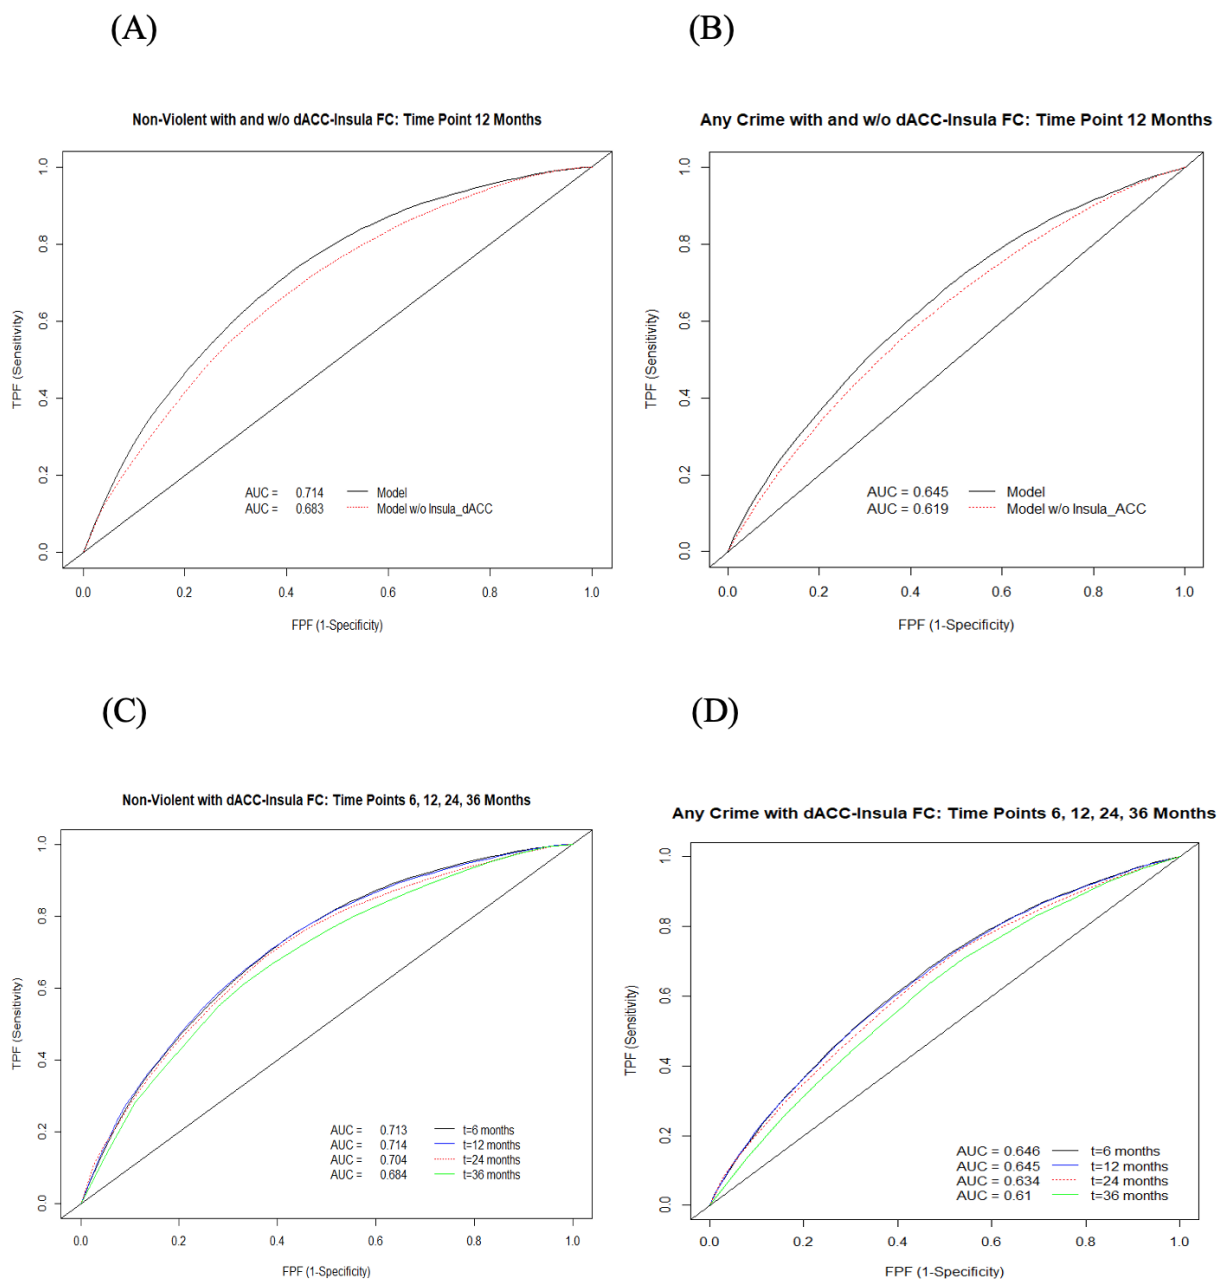 (A)
Non-Violent with and w/o dACC-Insula FC: Time Point 12 Months
TPF (Sensitivity)
1.0
0.8
0.6
0.4
0.2
0.0
AUC = 0.714 Model
AUC = 0.683 Model w/o Insula_dACC
0.0 0.2 0.4 0.6 0.8 1.0
FPF (1-Specificity)
(B)
Any Crime with and w/o dACC-Insula FC: Time Point 12 Months
TPF (Sensitivity)
1.0
0.8
0.6
0.4
0.2
0.0
AUC = 0.645 Model
AUC = 0.619 Model w/o Insula_ACC
0.0 0.2 0.4 0.6 0.8 1.0
FPF (1-Specificity)
(C)
Non-Violent with dACC-Insula FC: Time Points 6, 12, 24, 36 Months
TPF (Sensitivity)
1.0
0.8
0.6
0.4
0.2
0.0
AUC = 0.713 t=6 months
AUC = 0.714 t=12 months
AUC = 0.704 t=24 months
AUC = 0.684 t=36 months
0.0 0.2 0.4 0.6 0.8 1.0
FPF (1-Specificity)
(D)
Any Crime with dACC-Insula FC: Time Points 6, 12, 24, 36 Months
TPF (Sensitivity)
1.0
0.8
0.6
0.4
0.2
0.0
AUC = 0.646 t=6 months
AUC = 0.645 t=12 months
AUC = 0.634 t=24 months
AUC = 0.61 t=36 months
0.0 0.2 0.4 0.6 0.8 1.0
FPF (1-Specificity)